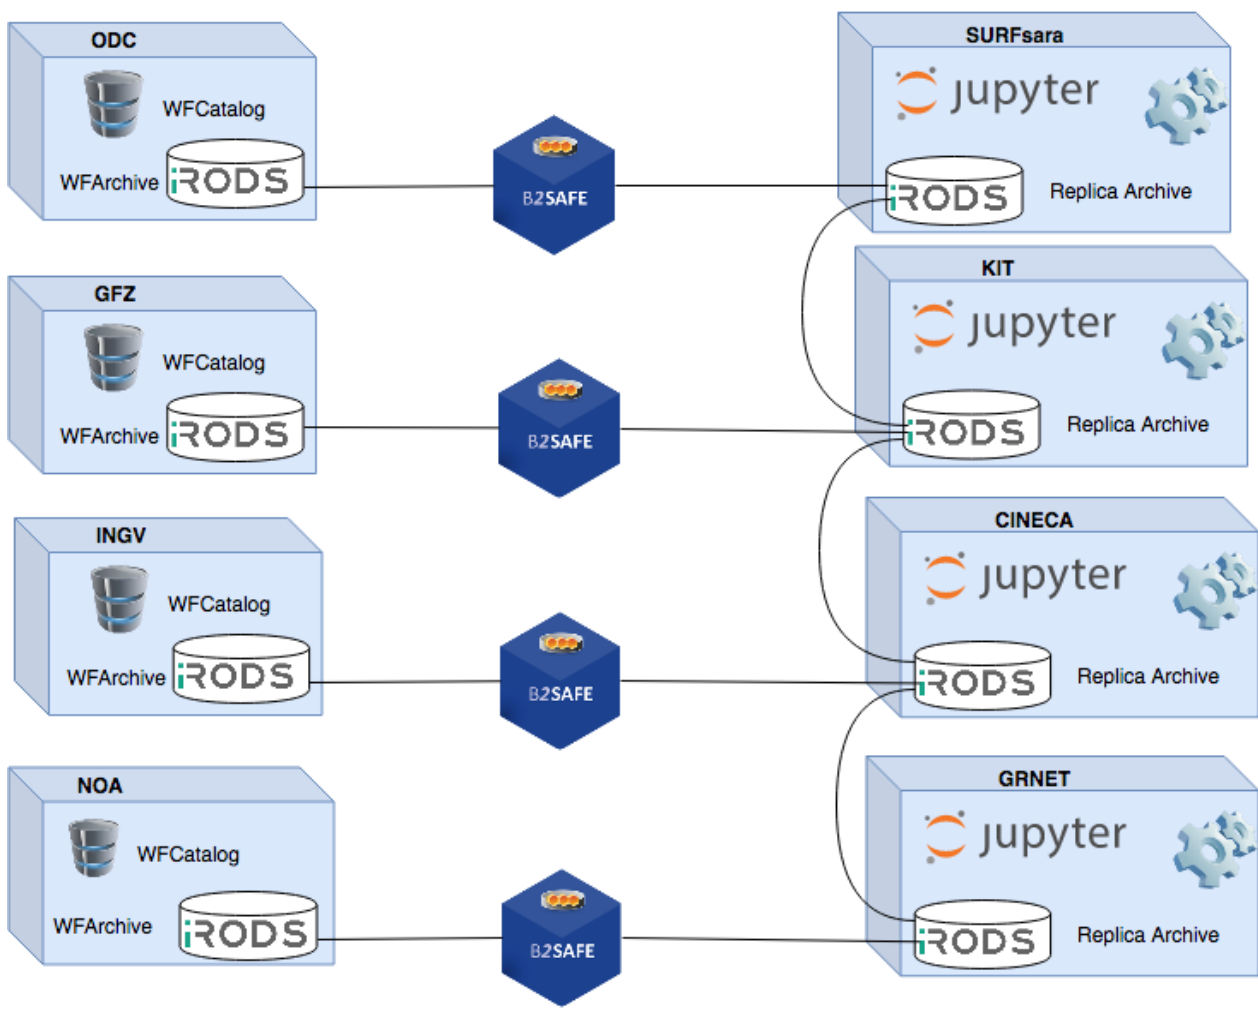 ODC
WFCatalog
WFArchive
iRODS
B2SAFE
SURFsara
Jupyter
iRODS
Replica Archive
GFZ
WFCatalog
WFArchive
iRODS
B2SAFE
KIT
Jupyter
iRODS
Replica Archive
INGV
WFCatalog
WFArchive
iRODS
B2SAFE
CINECA
Jupyter
iRODS
Replica Archive
NOA
WFCatalog
WFArchive
iRODS
B2SAFE
GRNET
Jupyter
iRODS
Replica Archive